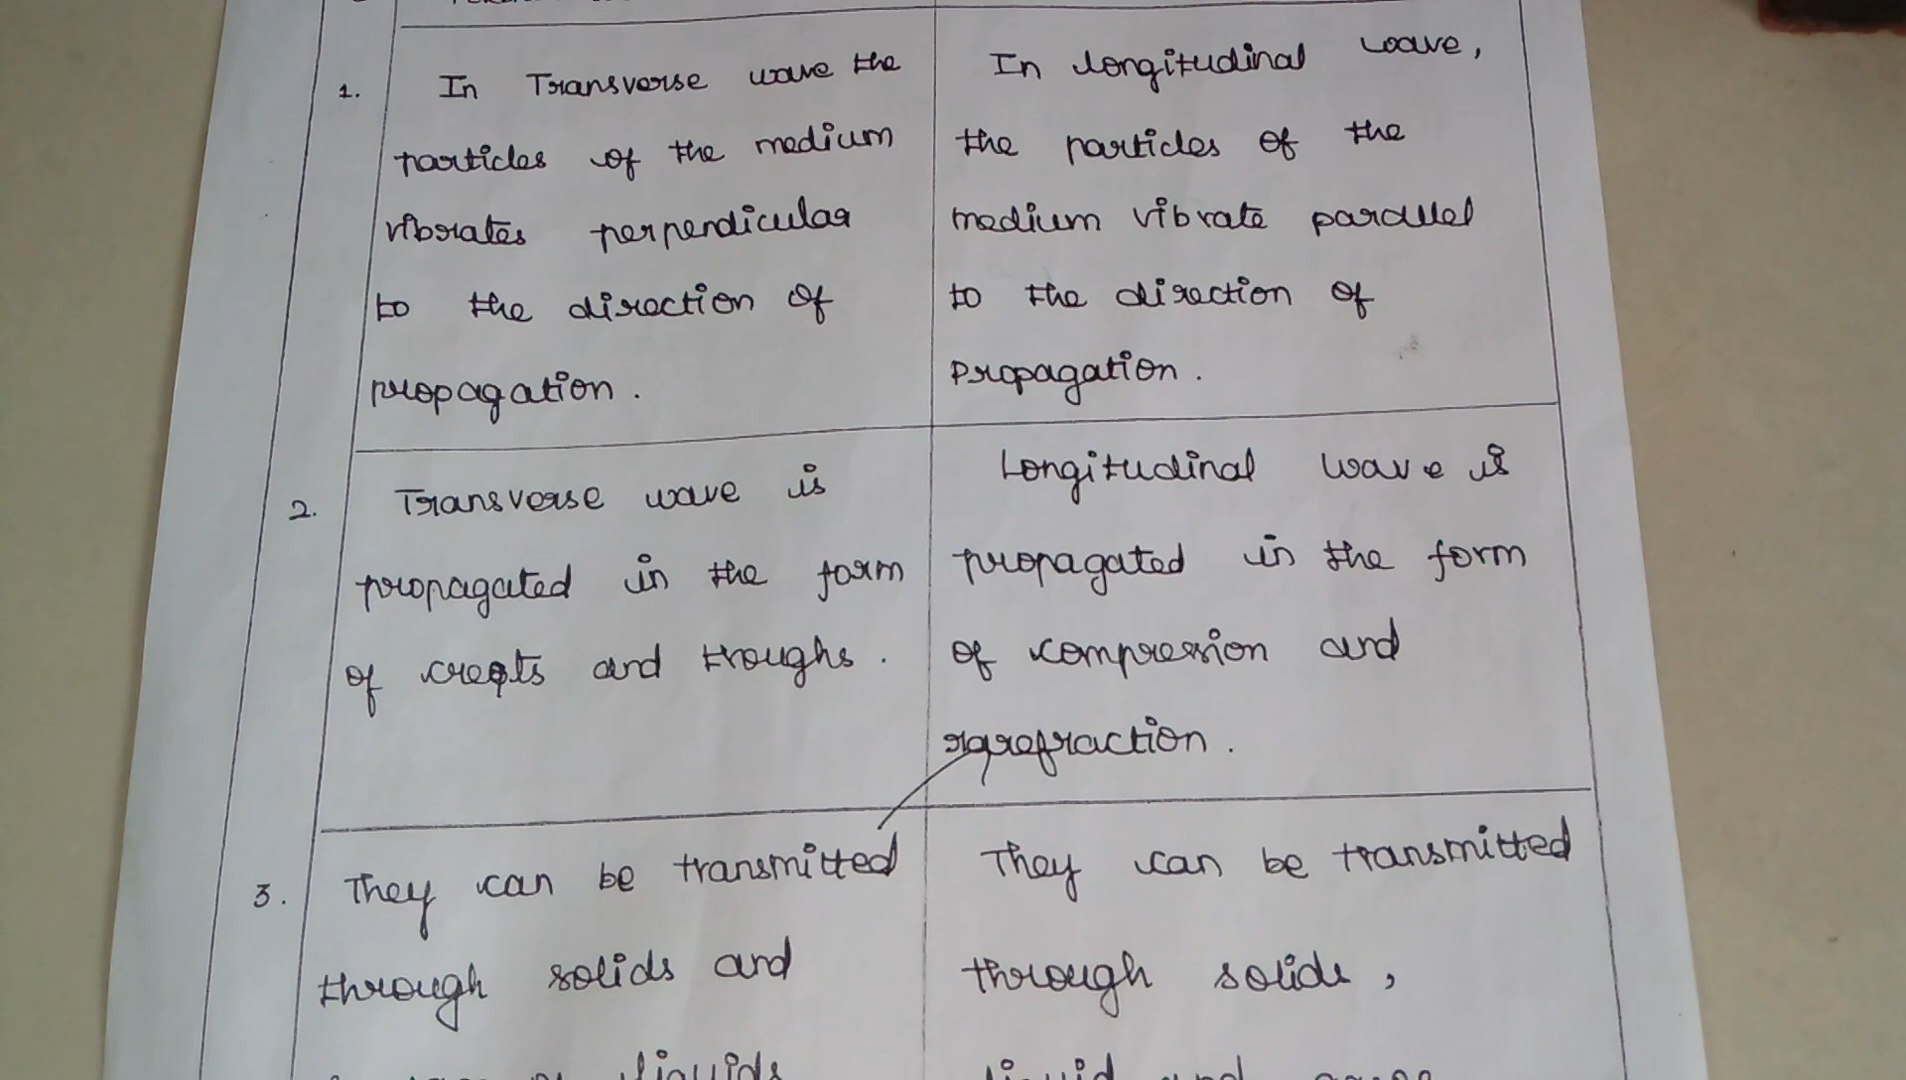 1.
In Transverse wave the
particles of the medium
vibrates perpendicular
to the direction of
propagation.
In longitudinal wave,
the particles of the
medium vibrate parallel
to the direction of
propagation.
2.
Transverse wave is
propagated in the form
of crests and troughs.
Longitudinal wave is
propagated in the form
of compression and
rarefraction.
3.
They can be transmitted
through solids and
liquids
They can be transmitted
through solids,
liquid and